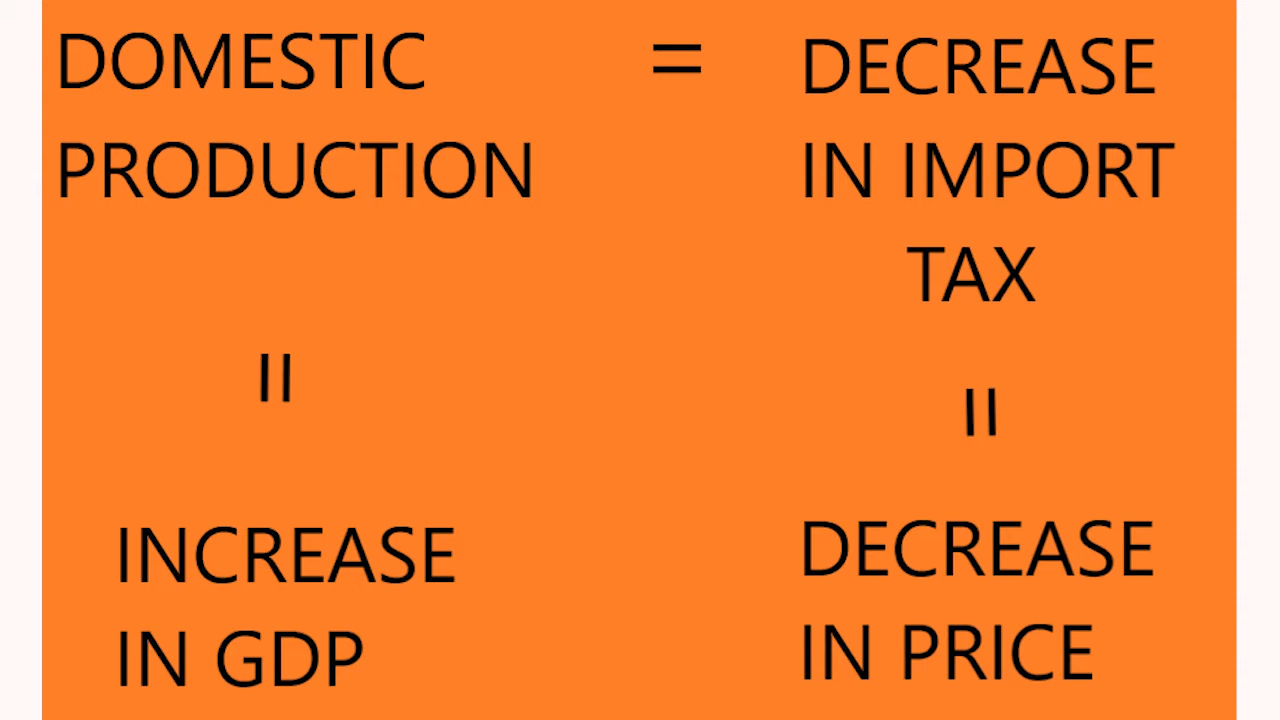 DOMESTIC = DECREASE
PRODUCTION IN IMPORT
TAX
=
=
INCREASE DECREASE
IN GDP IN PRICE